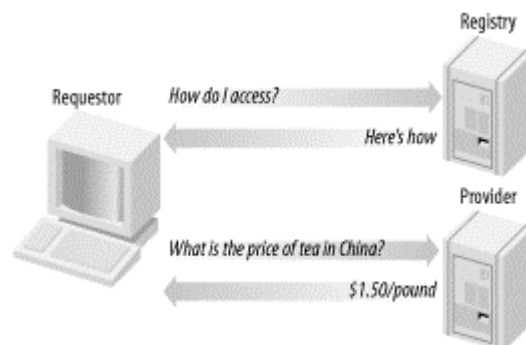 Registry
Requestor
How do I access?
Here's how
Provider
What is the price of tea in China?
$1.50/pound